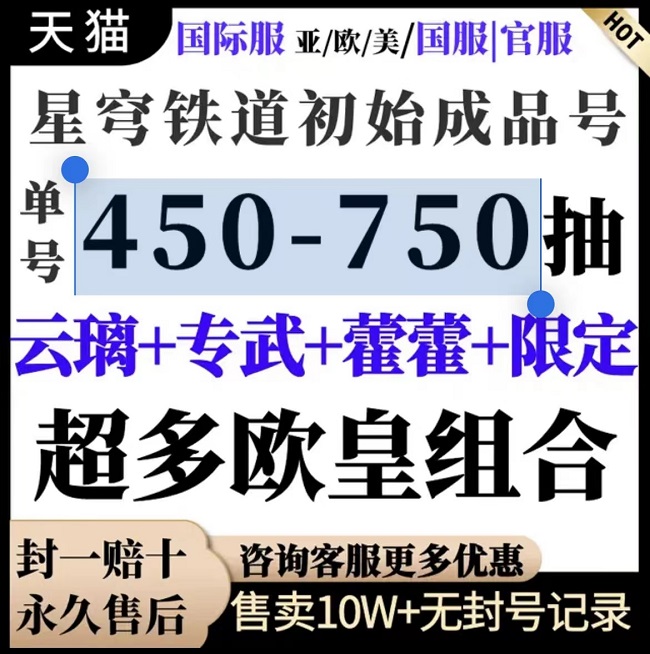 天猫
国际服 亚/欧/美/国服|官服
HOT
星穹铁道初始成品号
单号 450-750抽
云璃+专武+藿藿+限定
超多欧皇组合
封一赔十
咨询客服更多优惠
永久售后
售卖10W+无封号记录